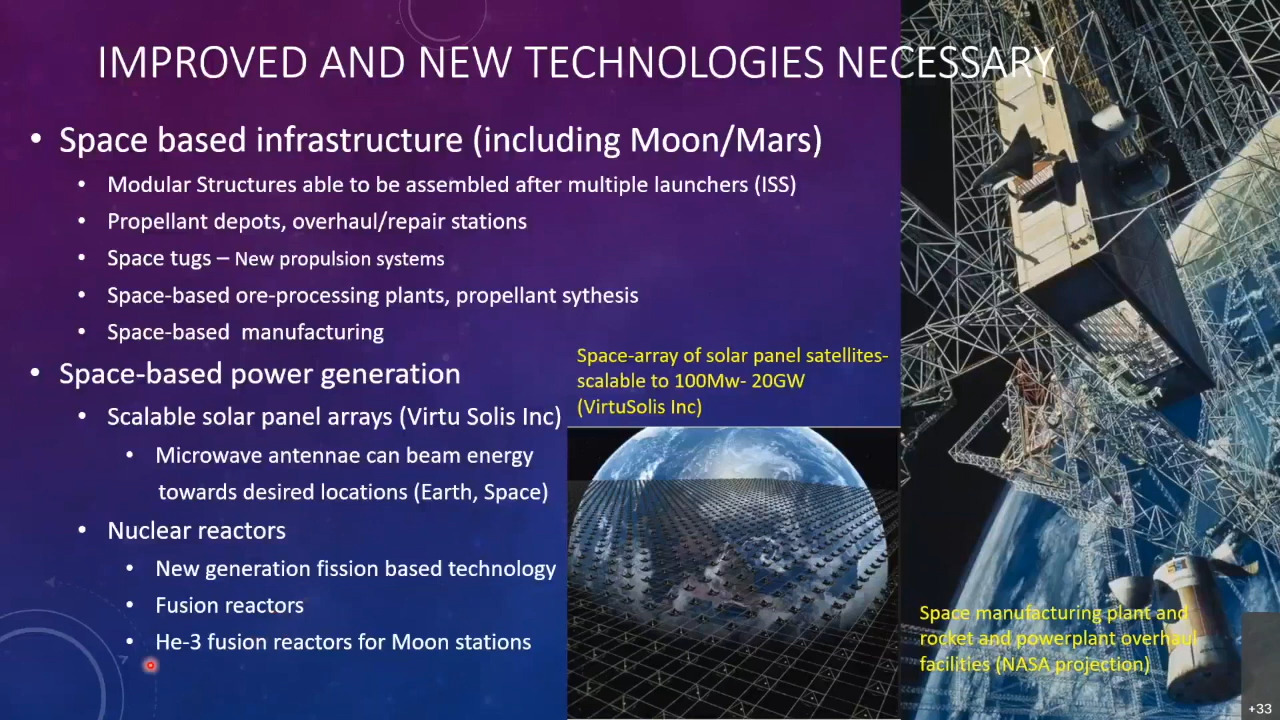 IMPROVED AND NEW TECHNOLOGIES NECESSARY
• Space based infrastructure (including Moon/Mars)
• Modular Structures able to be assembled after multiple launchers (ISS)
• Propellant depots, overhaul/repair stations
• Space tugs – New propulsion systems
• Space-based ore-processing plants, propellant sythesis
• Space-based manufacturing
• Space-based power generation
• Scalable solar panel arrays (Virtu Solis Inc)
• Microwave antennae can beam energy
towards desired locations (Earth, Space)
• Nuclear reactors
• New generation fission based technology
• Fusion reactors
• He-3 fusion reactors for Moon stations
Space-array of solar panel satellites-
scalable to 100Mw- 20GW
(VirtuSolis Inc)
Space manufacturing plant and
rocket and powerplant overhaul
facilities (NASA projection)
+33